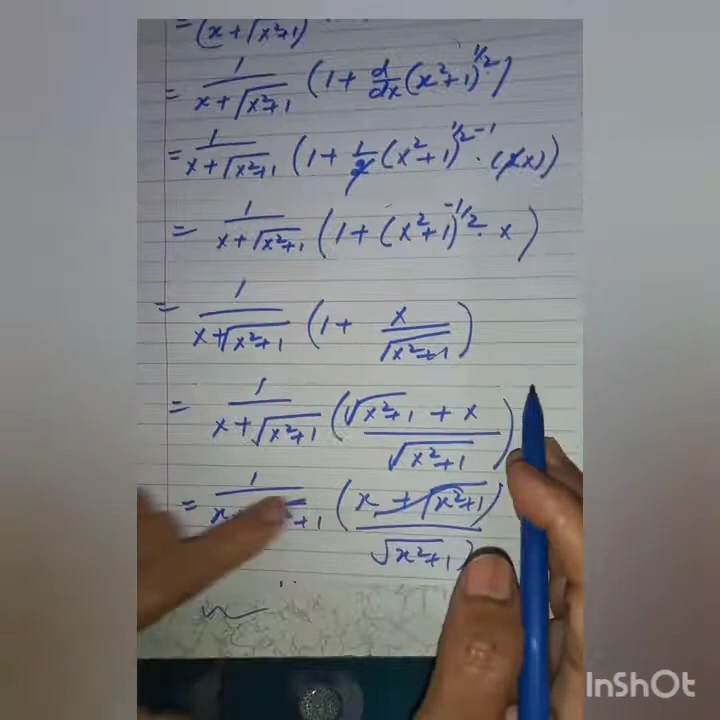 = (x+√x²+1)
= 1/(x+√x²+1) (1 + d/dx (x²+1)^1/2)
= 1/(x+√x²+1) (1 + 1/2 (x²+1)^1/2-1 · (2x))
= 1/(x+√x²+1) (1 + (x²+1)^-1/2 · x)
= 1/(x+√x²+1) (1 + x/√x²+1)
= 1/(x+√x²+1) (√x²+1 + x/√x²+1)
= 1/x +1 (x + √x²+1/√x²+1)
InShOt